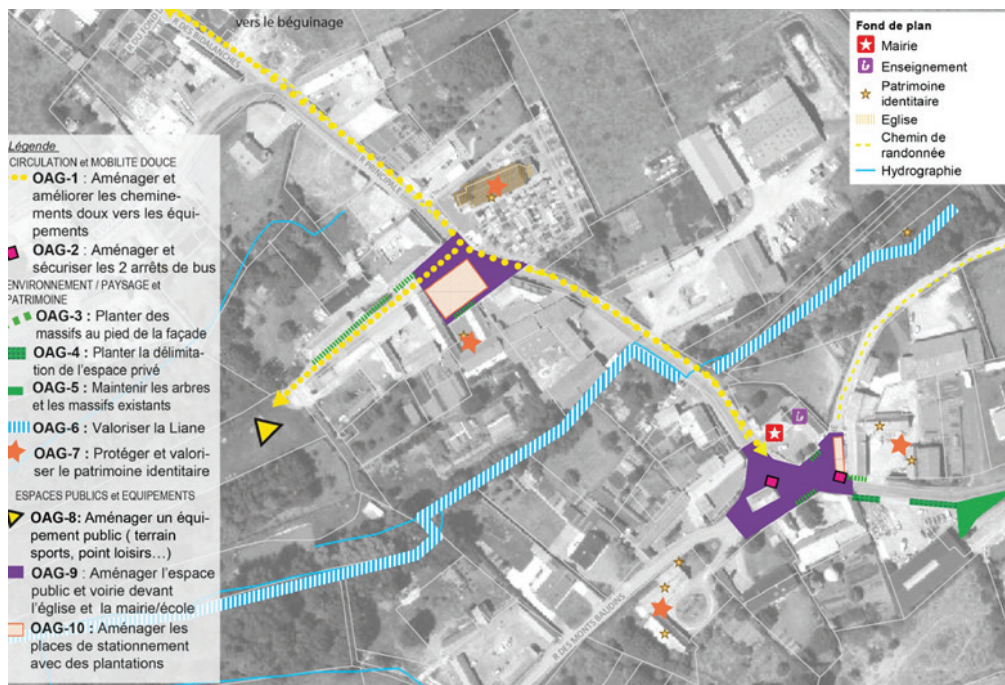 vers le béguinage
R DES BIDALANCHES
R PRINCIPALE
R DES MONTS BAUDINS
Fond de plan
Mairie
Enseignement
Patrimoine
identitaire
Eglise
Chemin de
randonnée
Hydrographie
Légende
CIRCULATION et MOBILITE DOUCE
OAG-1 : Aménager et
améliorer les chemine-
ments doux vers les équi-
pements
OAG-2 : Aménager et
sécuriser les 2 arrêts de bus
ENVIRONNEMENT / PAYSAGE et
PATRIMOINE
OAG-3 : Planter des
massifs au pied de la façade
OAG-4 : Planter la délimita-
tion de l'espace privé
OAG-5 : Maintenir les arbres
et les massifs existants
OAG-6 : Valoriser la Liane
OAG-7 : Protéger et valori-
ser le patrimoine identitaire
ESPACES PUBLICS et EQUIPEMENTS
OAG-8: Aménager un équi-
pement public ( terrain
sports, point loisirs...)
OAG-9 : Aménager l'espace
public et voirie devant
l'église et la mairie/école
OAG-10 : Aménager les
places de stationnement
avec des plantations